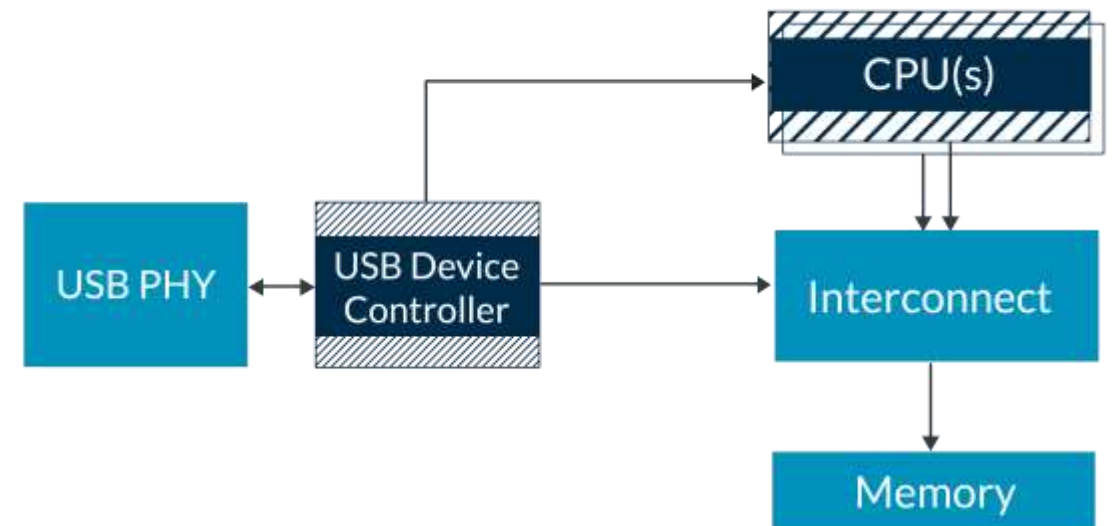 CPU(s)
USB PHY
USB Device
Controller
Interconnect
Memory